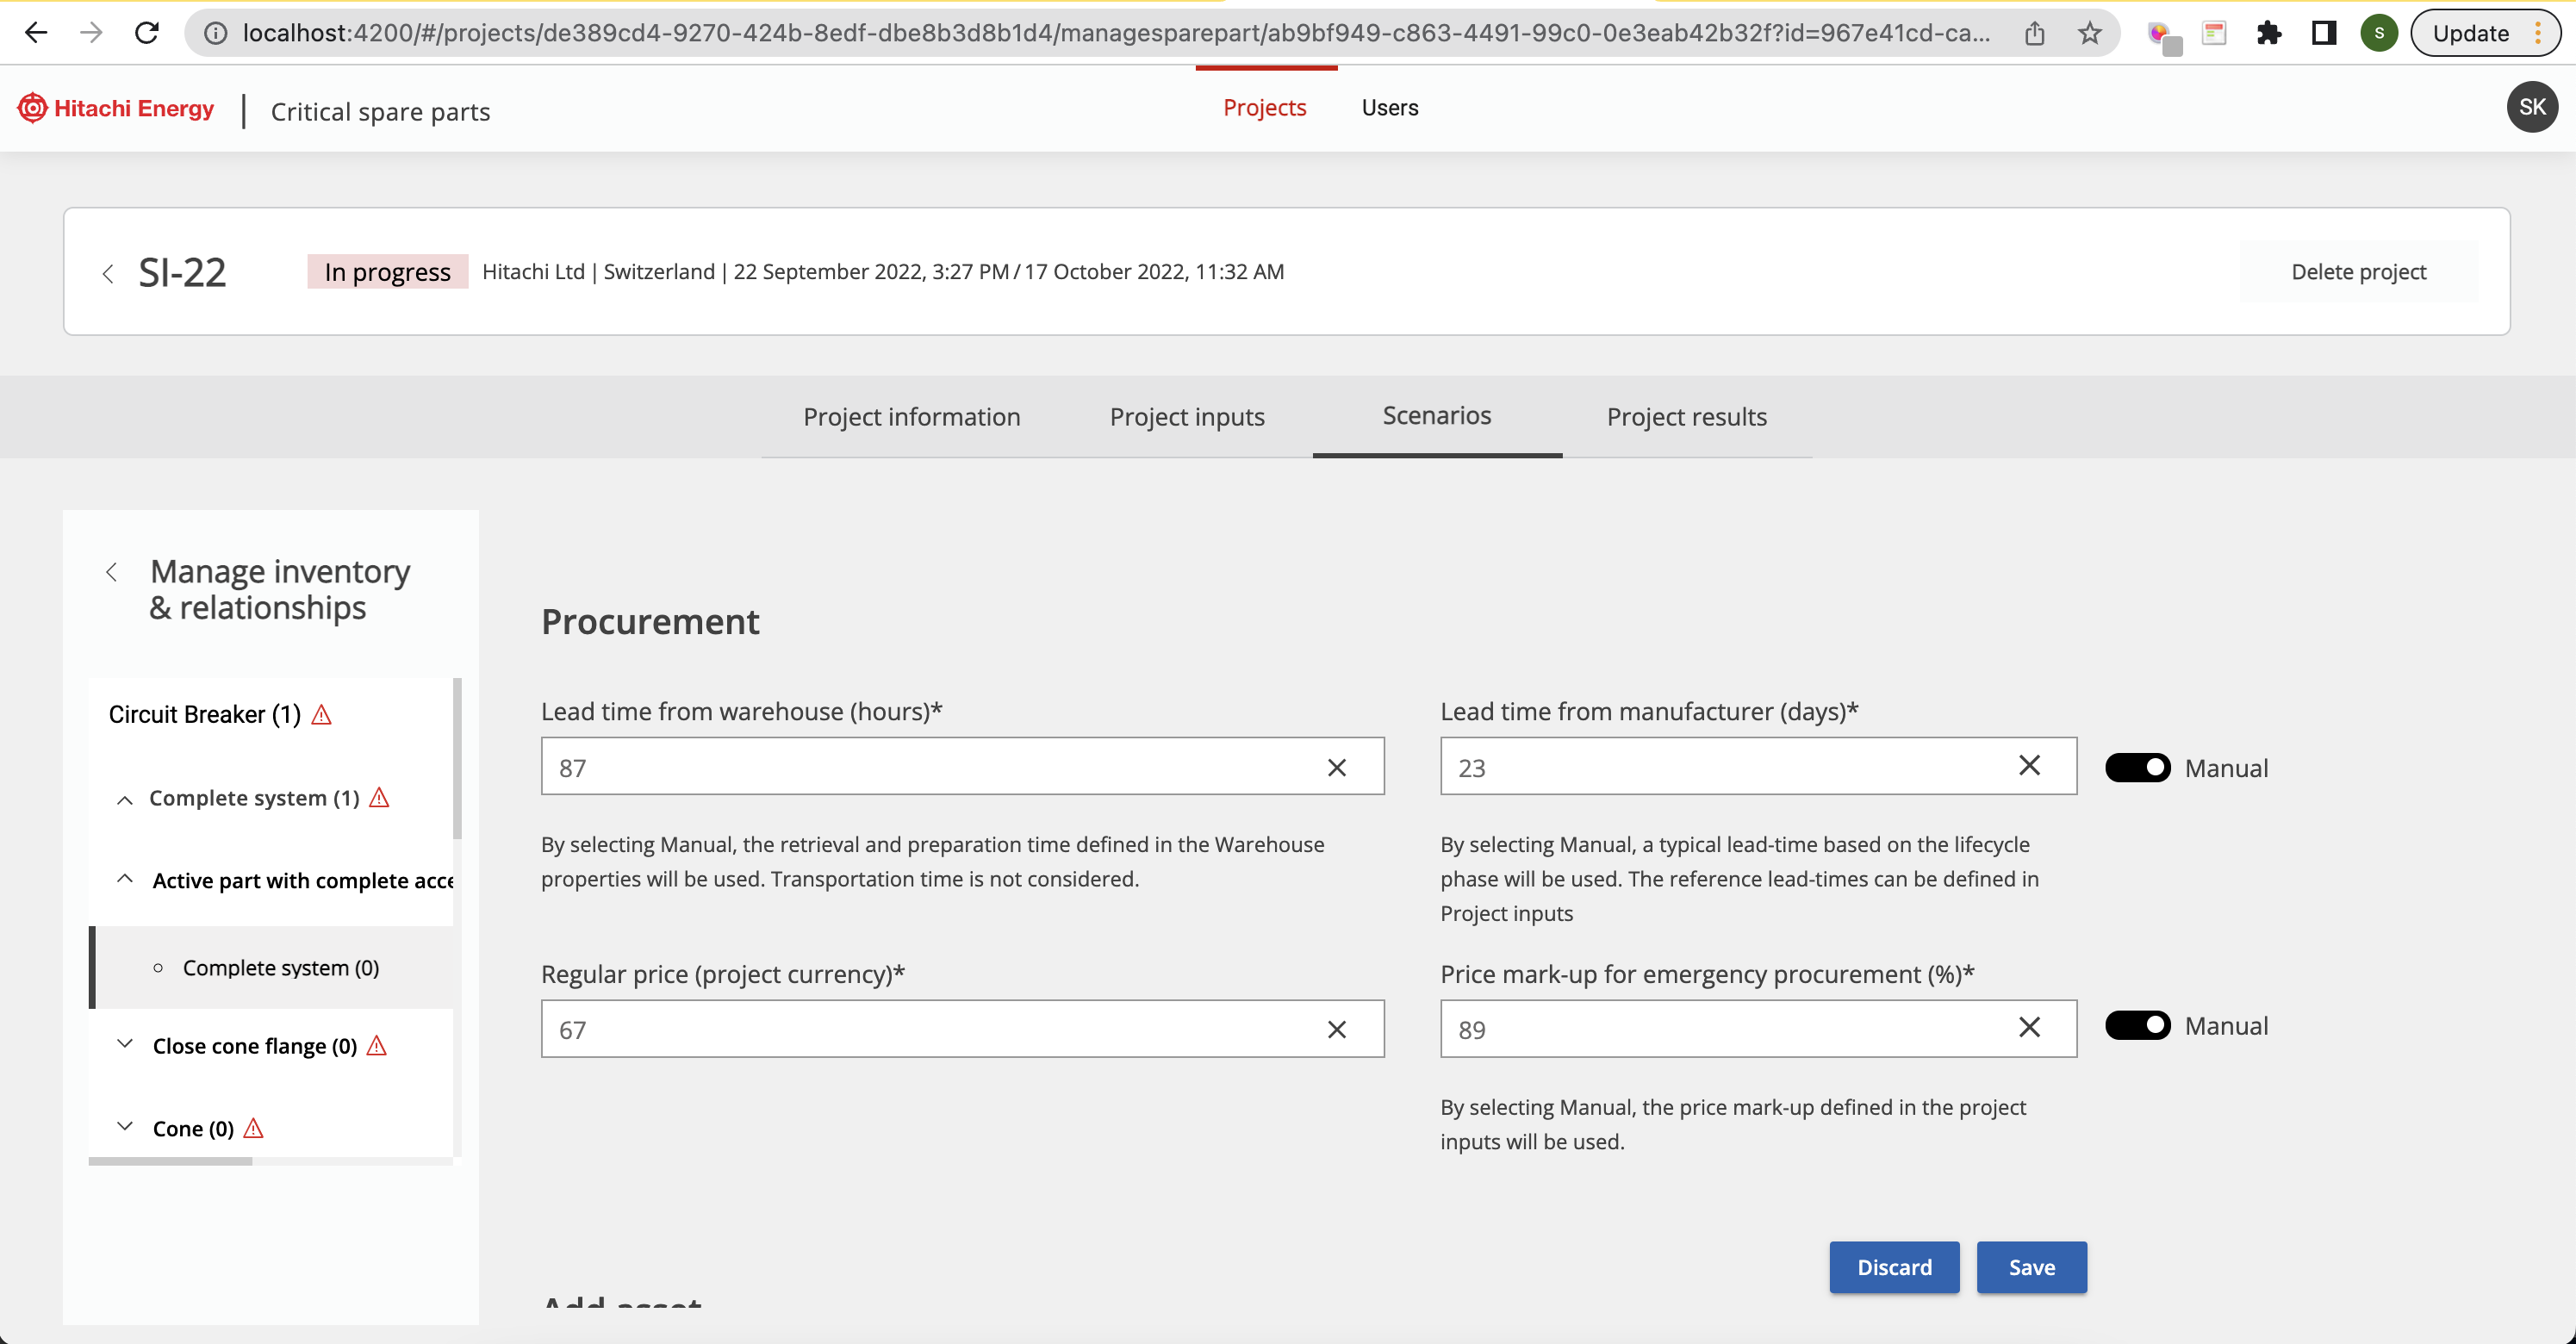 localhost:4200/#/projects/de389cd4-9270-424b-8edf-dbe8b3d8b1d4/managesparepart/ab9bf949-c863-4491-99c0-0e3eab42b32f?id=967e41cd-ca...
S
Update
Hitachi Energy | Critical spare parts
Projects
Users
SK
SI-22
In progress
Hitachi Ltd | Switzerland | 22 September 2022, 3:27 PM / 17 October 2022, 11:32 AM
Delete project
Project information
Project inputs
Scenarios
Project results
Manage inventory
& relationships
Circuit Breaker (1)
Complete system (1)
Active part with complete acce
Complete system (0)
Close cone flange (0)
Cone (0)
Procurement
Lead time from warehouse (hours)*
87
By selecting Manual, the retrieval and preparation time defined in the Warehouse
properties will be used. Transportation time is not considered.
Lead time from manufacturer (days)*
23
Manual
By selecting Manual, a typical lead-time based on the lifecycle
phase will be used. The reference lead-times can be defined in
Project inputs
Regular price (project currency)*
67
Price mark-up for emergency procurement (%)*
89
Manual
By selecting Manual, the price mark-up defined in the project
inputs will be used.
Discard
Save
Add asset